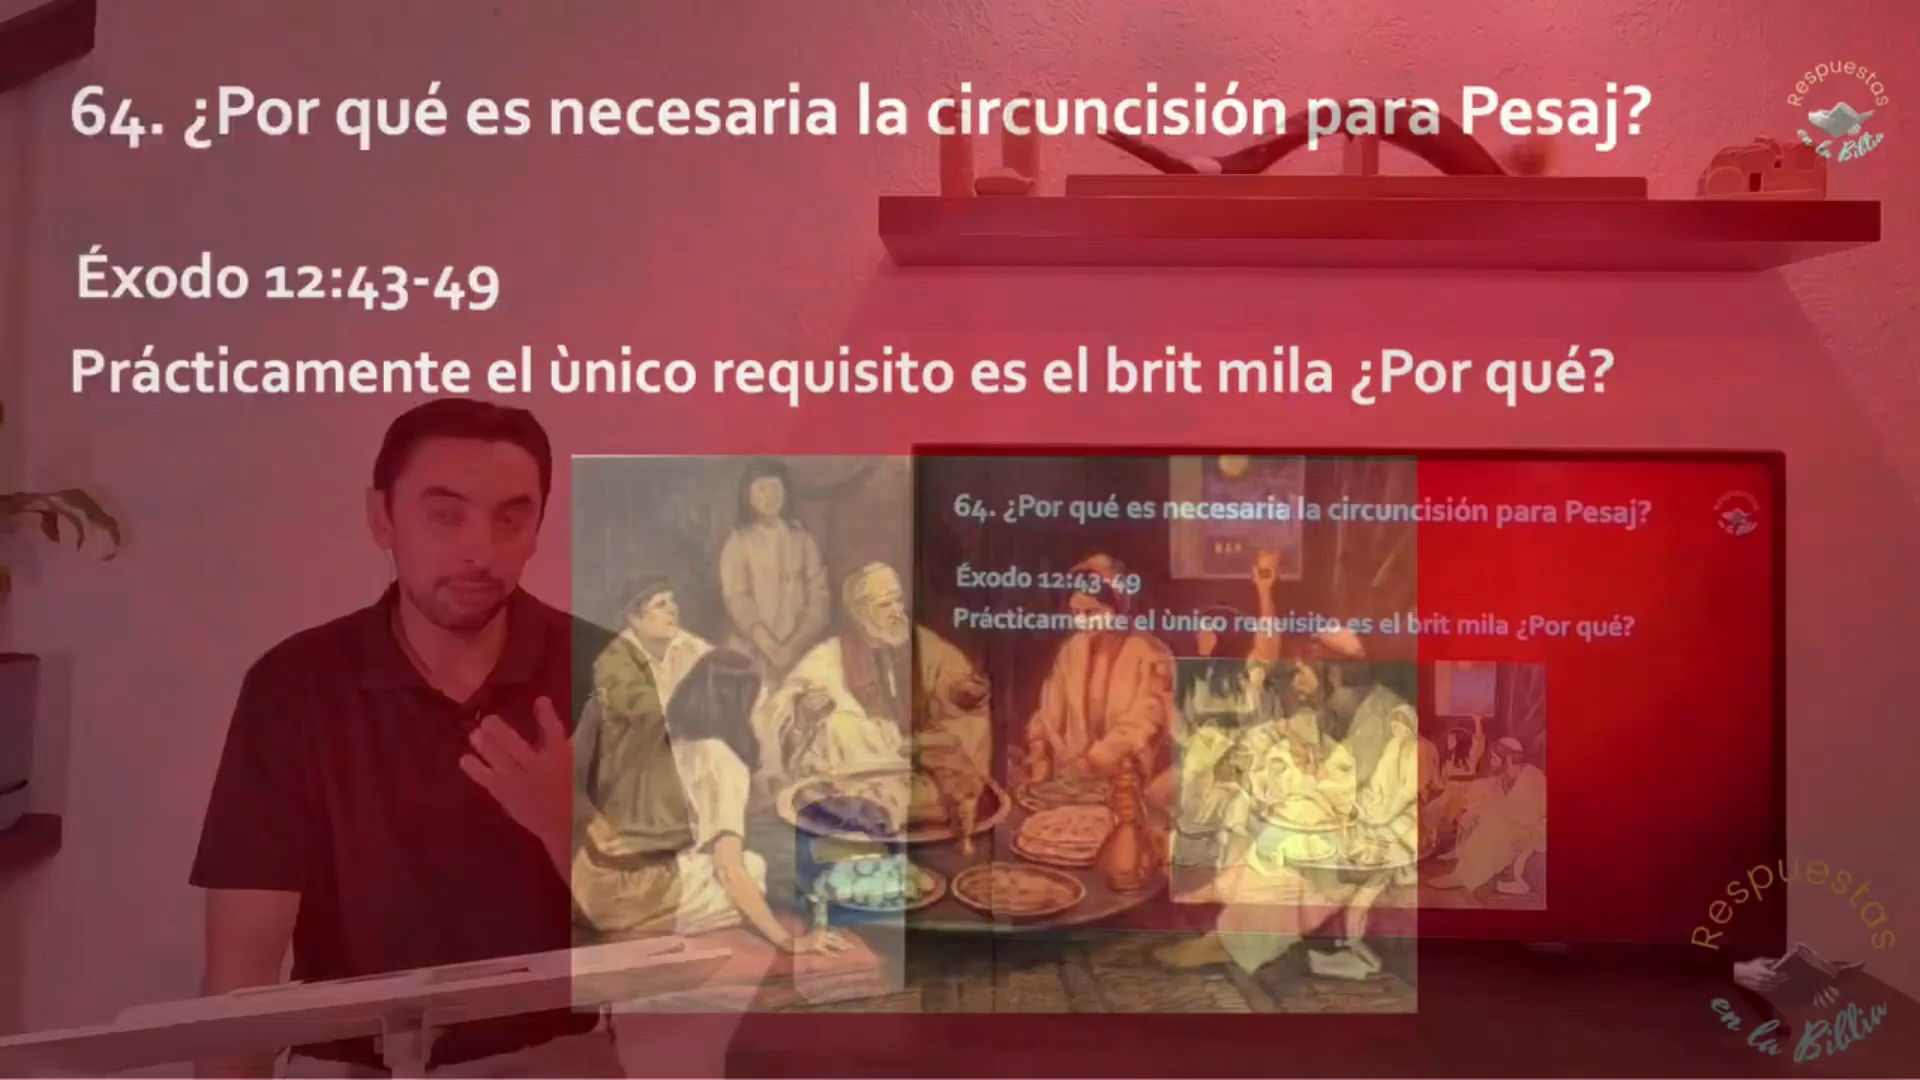 64. ¿Por qué es necesaria la circuncisión para Pesaj?
Respuestas
en la Biblia
Éxodo 12:43-49
Prácticamente el ùnico requisito es el brit mila ¿Por qué?
64. ¿Por qué es necesaria la circuncisión para Pesaj?
Éxodo 12:43-49
Prácticamente el ùnico requisito es el brit mila ¿Por qué?
Respuestas
en la Biblia